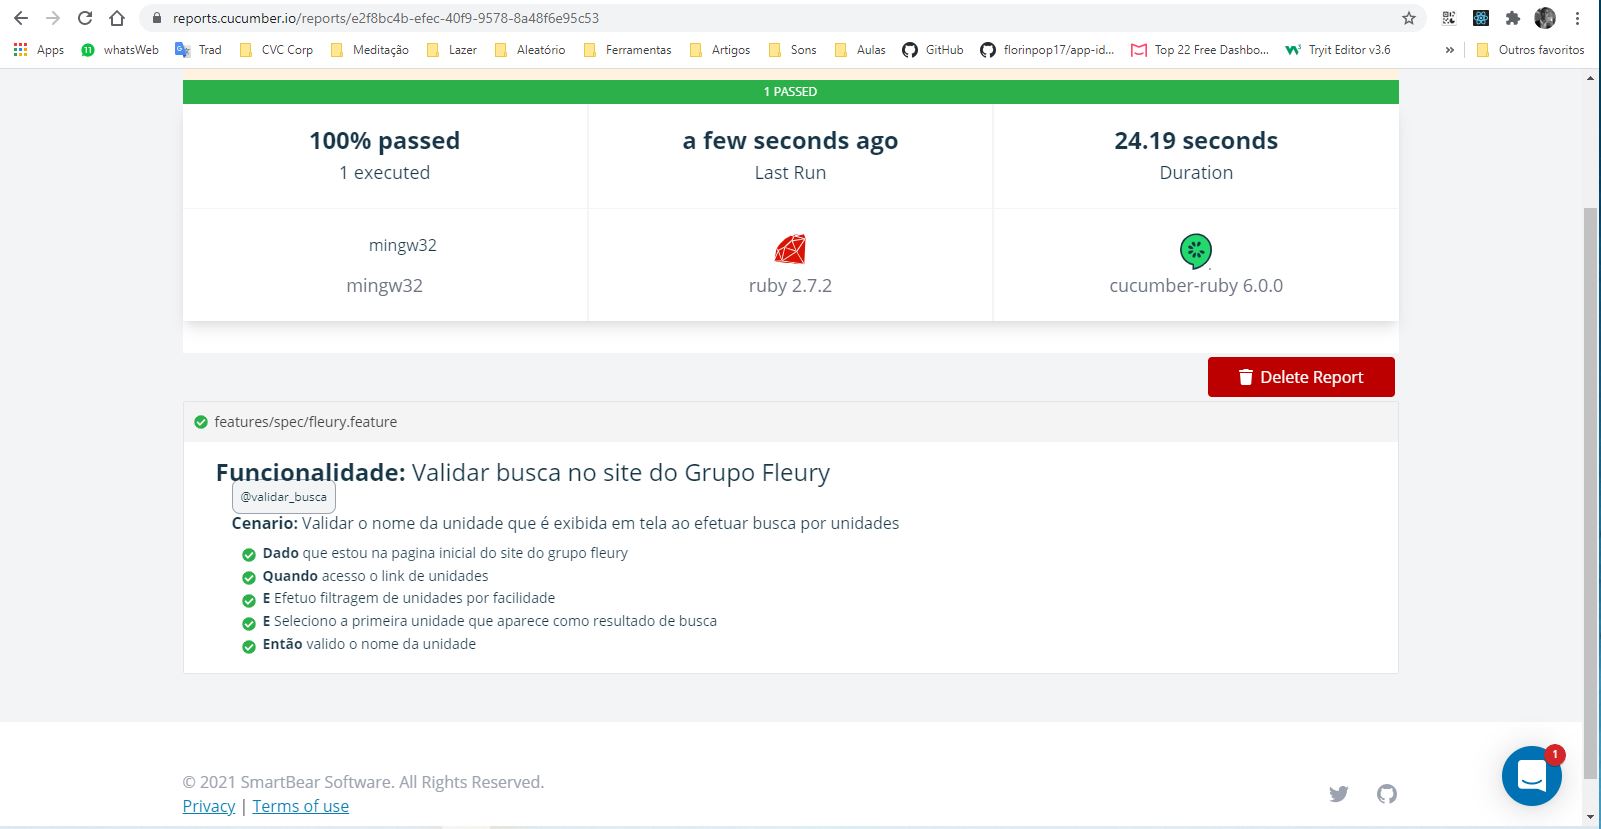 reports.cucumber.io/reports/e2f8bc4b-efec-40f9-9578-8a48f6e95c53
Apps 11 whatsWeb Trad CVC Corp Meditação Lazer Aleatório Ferramentas Artigos Sons Aulas GitHub florinpop17/app-id... Top 22 Free Dashbo... Tryit Editor v3.6 » Outros favoritos
1 PASSED
100% passed
1 executed
a few seconds ago
Last Run
24.19 seconds
Duration
mingw32
mingw32
ruby 2.7.2
cucumber-ruby 6.0.0
Delete Report
features/spec/fleury.feature
Funcionalidade: Validar busca no site do Grupo Fleury
@validar_busca
Cenario: Validar o nome da unidade que é exibida em tela ao efetuar busca por unidades
Dado que estou na pagina inicial do site do grupo fleury
Quando acesso o link de unidades
E Efetuo filtragem de unidades por facilidade
E Seleciono a primeira unidade que aparece como resultado de busca
Então valido o nome da unidade
© 2021 SmartBear Software. All Rights Reserved.
Privacy | Terms of use
1